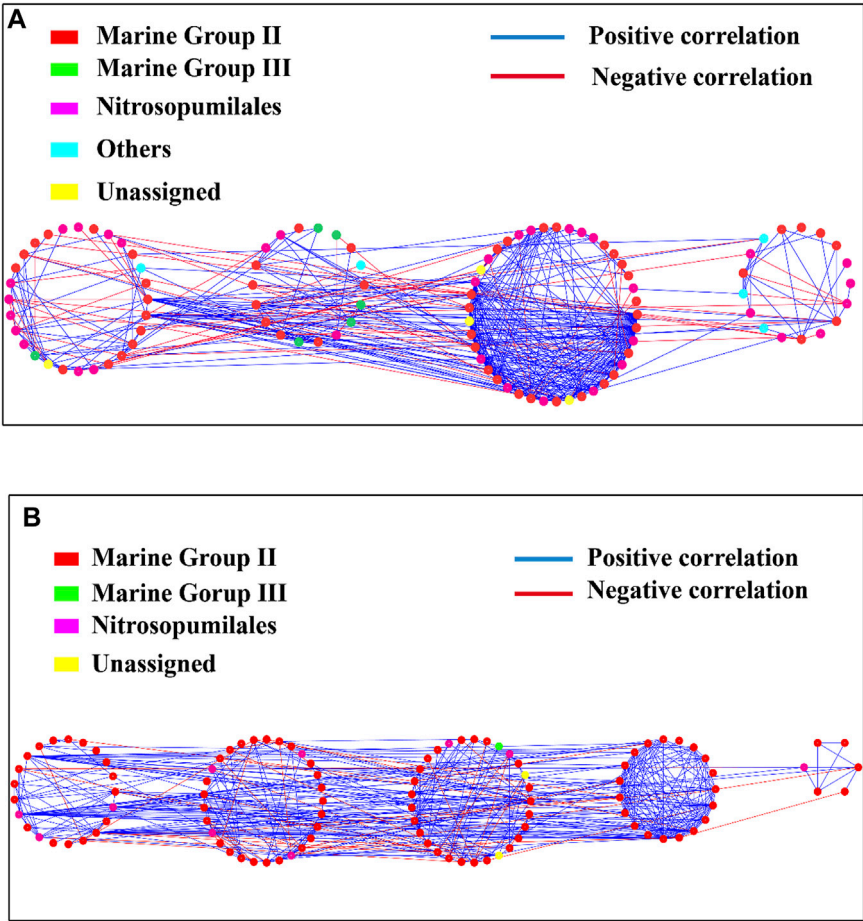 A
Marine Group II
Marine Group III
Nitrosopumilales
Others
Unassigned
Positive correlation
Negative correlation
B
Marine Group II
Marine Gorup III
Nitrosopumilales
Unassigned
Positive correlation
Negative correlation